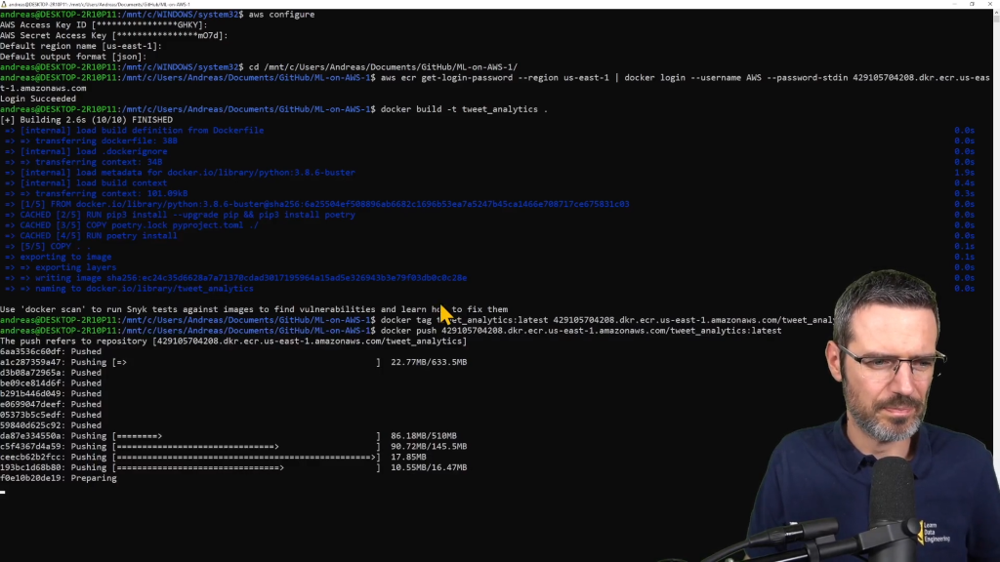 andreas@DESKTOP-2R10P11: /mnt/c/Users/Andreas/Documents/GitHub/ML-on-AWS-1
andreas@DESKTOP-2R10P11:/mnt/c/WINDOWS/system32$ aws configure
AWS Access Key ID [****************GHKY]:
AWS Secret Access Key [****************mO7d]:
Default region name [us-east-1]:
Default output format [json]:
andreas@DESKTOP-2R10P11:/mnt/c/WINDOWS/system32$ cd /mnt/c/Users/Andreas/Documents/GitHub/ML-on-AWS-1/
andreas@DESKTOP-2R10P11:/mnt/c/Users/Andreas/Documents/GitHub/ML-on-AWS-1$ aws ecr get-login-password --region us-east-1 | docker login --username AWS --password-stdin 429105704208.dkr.ecr.us-eas
t-1.amazonaws.com
Login Succeeded
andreas@DESKTOP-2R10P11:/mnt/c/Users/Andreas/Documents/GitHub/ML-on-AWS-1$ docker build -t tweet_analytics .
[+] Building 2.6s (10/10) FINISHED
=> [internal] load build definition from Dockerfile 0.0s
=> => transferring dockerfile: 38B 0.0s
=> [internal] load .dockerignore 0.0s
=> => transferring context: 34B 0.0s
=> [internal] load metadata for docker.io/library/python:3.8.6-buster 1.9s
=> [internal] load build context 0.4s
=> => transferring context: 101.09kB 0.3s
=> [1/5] FROM docker.io/library/python:3.8.6-buster@sha256:6a25504ef508896ab6682c1696b53ea7a5247b45ca1466e708717ce675831c03 0.0s
=> CACHED [2/5] RUN pip3 install --upgrade pip && pip3 install poetry 0.0s
=> CACHED [3/5] COPY poetry.lock pyproject.toml ./ 0.0s
=> CACHED [4/5] RUN poetry install 0.0s
=> [5/5] COPY . . 0.1s
=> exporting to image 0.1s
=> => exporting layers 0.0s
=> => writing image sha256:ec24c35d6628a7a71370cdad3017195964a15ad5e326943b3e79f03db0c0c28e 0.0s
=> => naming to docker.io/library/tweet_analytics 0.0s
Use 'docker scan' to run Snyk tests against images to find vulnerabilities and learn how to fix them
andreas@DESKTOP-2R10P11:/mnt/c/Users/Andreas/Documents/GitHub/ML-on-AWS-1$ docker tag tweet_analytics:latest 429105704208.dkr.ecr.us-east-1.amazonaws.com/tweet_analy
andreas@DESKTOP-2R10P11:/mnt/c/Users/Andreas/Documents/GitHub/ML-on-AWS-1$ docker push 429105704208.dkr.ecr.us-east-1.amazonaws.com/tweet_analytics:latest
The push refers to repository [429105704208.dkr.ecr.us-east-1.amazonaws.com/tweet_analytics]
6aa3536c60df: Pushed
a1c287359a47: Pushing [=> ] 22.77MB/633.5MB
d3b08a72965a: Pushed
be09ce814d6f: Pushed
b291b446d049: Pushed
e0699047deef: Pushed
05373b5c5edf: Pushed
59840d625c92: Pushed
da87e334550a: Pushing [========> ] 86.18MB/510MB
c5f4367d4a59: Pushing [===============================> ] 90.72MB/145.5MB
ceecb62b2fcc: Pushing [==================================================>] 17.85MB
193bc1d68b80: Pushing [================================> ] 10.55MB/16.47MB
f0e10b20de19: Preparing
Learn
Data
Engineering